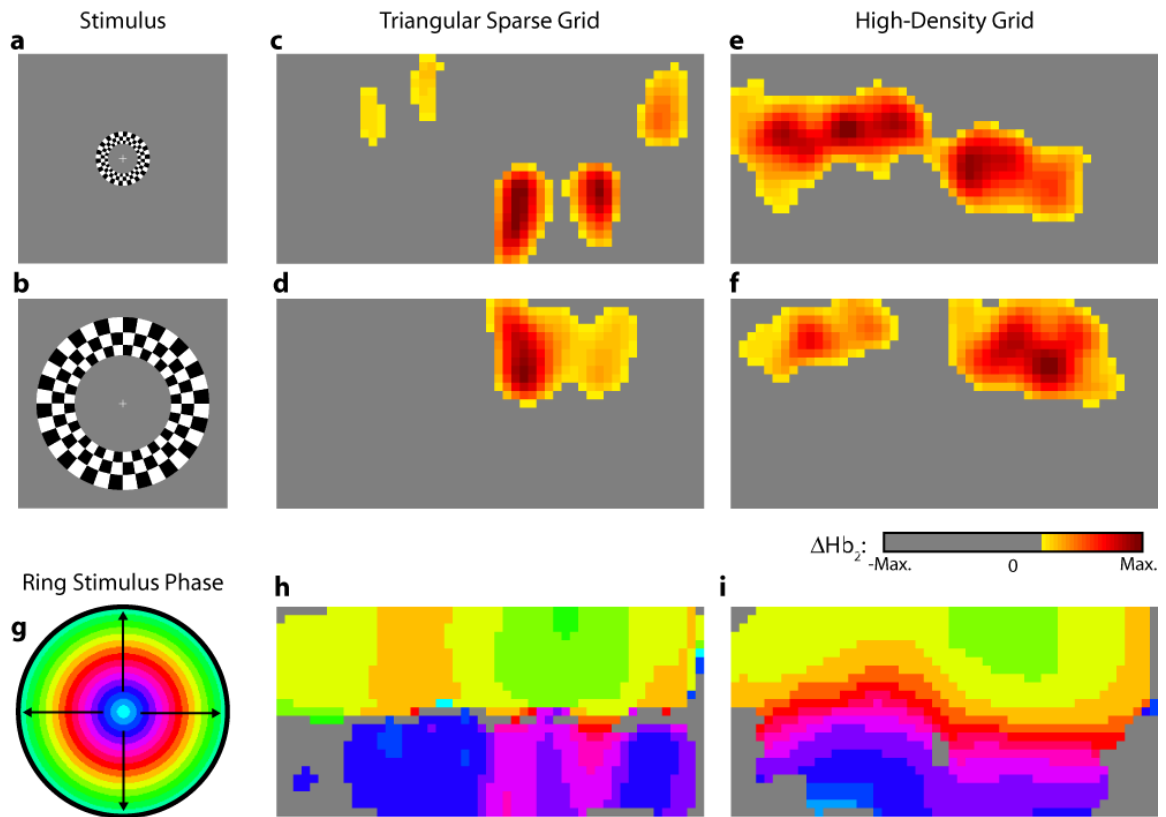 Stimulus
Triangular Sparse Grid
High-Density Grid
a
c
e
b
d
f
ΔHb2:
-Max.
0
Max.
Ring Stimulus Phase
g
h
i